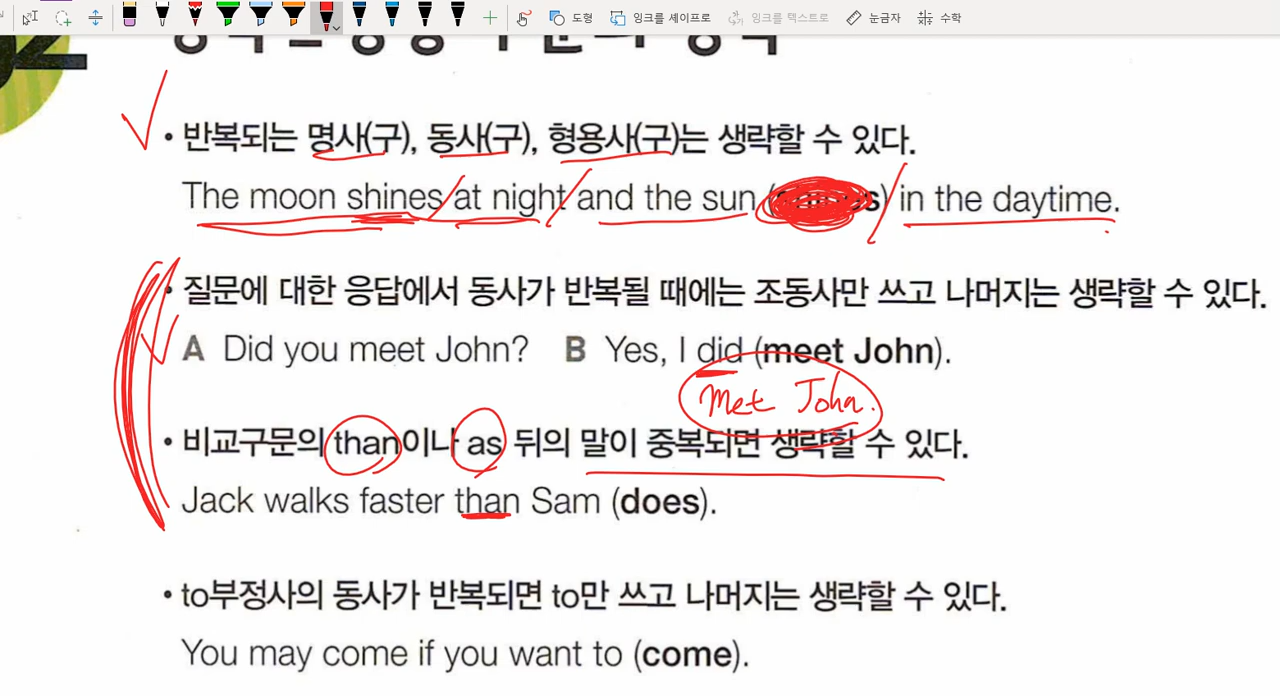 도형 잉크를 셰이프로 잉크를 텍스트로 눈금자 수학
• 반복되는 명사(구), 동사(구), 형용사(구)는 생략할 수 있다.
The moon shines at night and the sun ( s) in the daytime.
• 질문에 대한 응답에서 동사가 반복될 때에는 조동사만 쓰고 나머지는 생략할 수 있다.
A Did you meet John? B Yes, I did (meet John).
Met John.
• 비교구문의 than이나 as 뒤의 말이 중복되면 생략할 수 있다.
Jack walks faster than Sam (does).
• to부정사의 동사가 반복되면 to만 쓰고 나머지는 생략할 수 있다.
You may come if you want to (come).